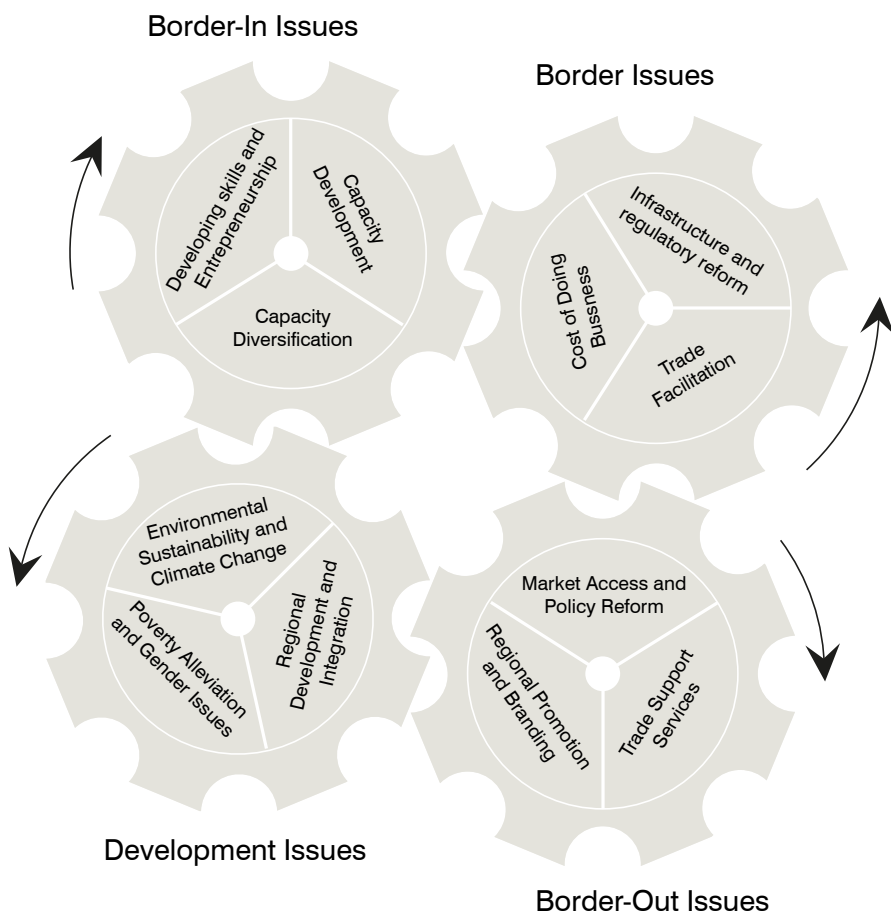 Border-In Issues
Developing skills and
Entrepreneurship
Capacity
Development
Capacity
Diversification
Border Issues
Cost of Doing
Bussness
Infrastructure and
regulatory reform
Trade
Facilitation
Environmental
Sustainability and
Climate Change
Poverty Alleviation
and Gender Issues
Regional
Development and
Integration
Development Issues
Market Access and
Policy Reform
Regional Promotion
and Branding
Trade Support
Services
Border-Out Issues